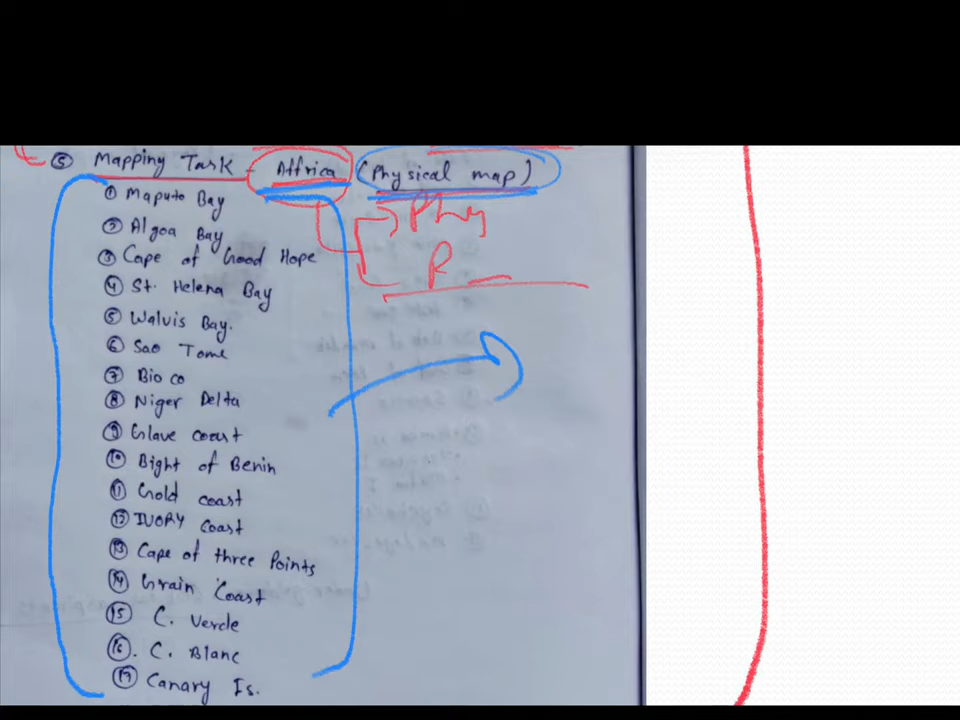 ⑤ Mapping Task - Affrica (Physical map)
① Maputo Bay
Phy
② Algoa Bay
③ Cape of Good Hope
P
④ St. Helena Bay
⑤ Walvis Bay.
⑥ Sao Tome
⑦ Bio co
⑧ Niger Delta
⑨ Slave coast
⑩ Bight of Benin
⑪ Gold coast
⑫ IVORY Coast
⑬ Cape of three Points
⑭ Grain Coast
⑮ C. Verde
⑯. C. Blanc
⑰ Canary Is.